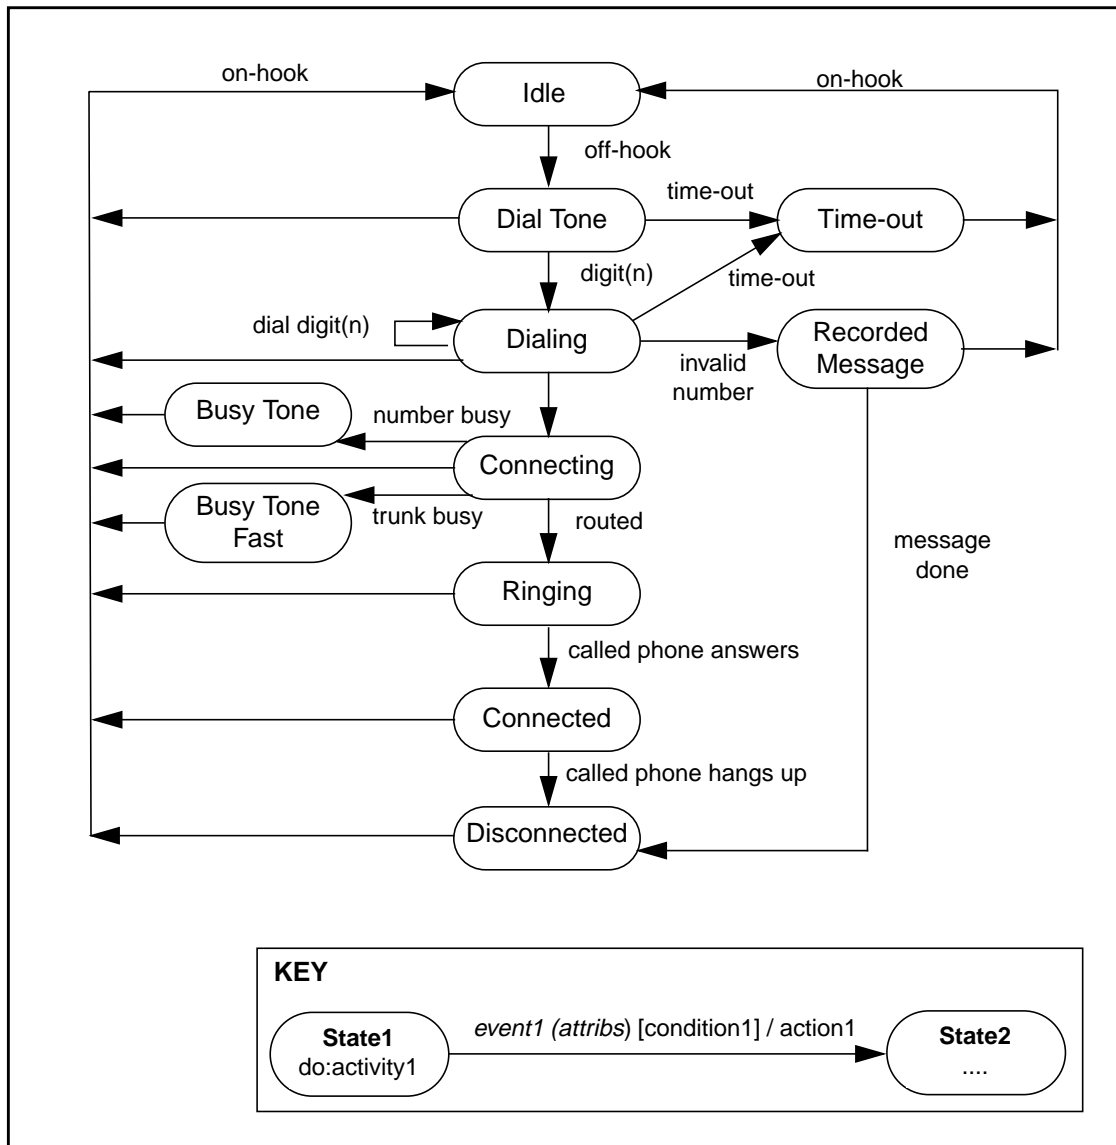 on-hook
Idle
on-hook
off-hook
Dial Tone
time-out
Time-out
digit(n)
time-out
dial digit(n)
Dialing
invalid
number
Recorded
Message
Busy Tone
number busy
Connecting
Busy Tone
Fast
trunk busy
routed
message
done
Ringing
called phone answers
Connected
called phone hangs up
Disconnected
KEY
State1
do:activity1
event1 (attribs) [condition1] / action1
State2
....